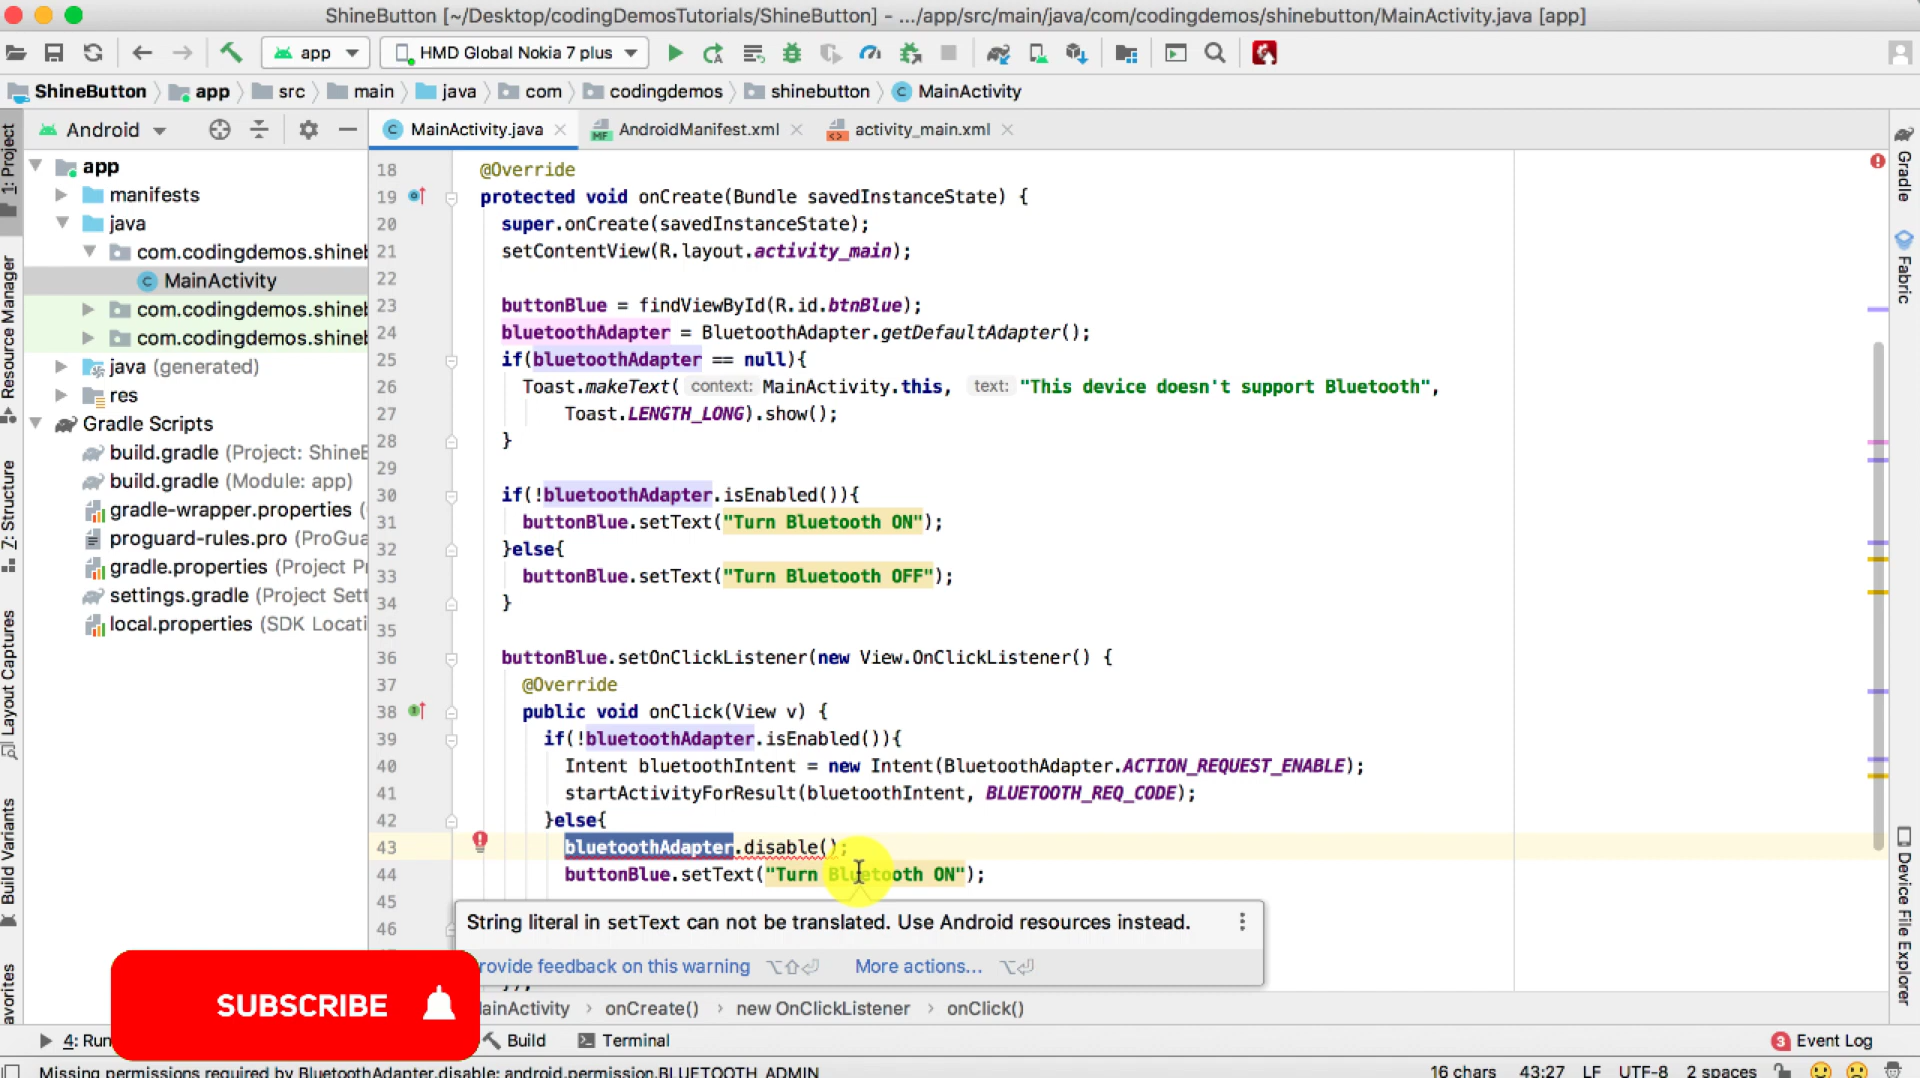 ShineButton [~/Desktop/codingDemosTutorials/ShineButton] - .../app/src/main/java/com/codingdemos/shinebutton/MainActivity.java [app]
app HMD Global Nokia 7 plus
ShineButton app src main java com codingdemos shinebutton MainActivity
Android MainActivity.java AndroidManifest.xml activity_main.xml
1: Project
Resource Manager
Z: Structure
Layout Captures
Build Variants
avorites
app
manifests
java
com.codingdemos.shineb
MainActivity
com.codingdemos.shineb
com.codingdemos.shineb
java (generated)
res
Gradle Scripts
build.gradle (Project: ShineB
build.gradle (Module: app)
gradle-wrapper.properties (
proguard-rules.pro (ProGua
gradle.properties (Project Pr
settings.gradle (Project Sett
local.properties (SDK Locati
18 @Override
19 protected void onCreate(Bundle savedInstanceState) {
20 super.onCreate(savedInstanceState);
21 setContentView(R.layout.activity_main);
22
23 buttonBlue = findViewById(R.id.btnBlue);
24 bluetoothAdapter = BluetoothAdapter.getDefaultAdapter();
25 if(bluetoothAdapter == null){
26 Toast.makeText( context: MainActivity.this, text: "This device doesn't support Bluetooth",
27 Toast.LENGTH_LONG).show();
28 }
29
30 if(!bluetoothAdapter.isEnabled()){
31 buttonBlue.setText("Turn Bluetooth ON");
32 }else{
33 buttonBlue.setText("Turn Bluetooth OFF");
34 }
35
36 buttonBlue.setOnClickListener(new View.OnClickListener() {
37 @Override
38 public void onClick(View v) {
39 if(!bluetoothAdapter.isEnabled()){
40 Intent bluetoothIntent = new Intent(BluetoothAdapter.ACTION_REQUEST_ENABLE);
41 startActivityForResult(bluetoothIntent, BLUETOOTH_REQ_CODE);
42 }else{
43 bluetoothAdapter.disable();
44 buttonBlue.setText("Turn Bluetooth ON");
45
46
String literal in setText can not be translated. Use Android resources instead.
rovide feedback on this warning ⌥⇧⏎ More actions... ⌥⏎
SUBSCRIBE
ainActivity › onCreate() › new OnClickListener › onClick()
Gradle
Fabric
Device File Explorer
4: Run Build Terminal 3 Event Log
Missing permissions required by BluetoothAdapter.disable: android.permission.BLUETOOTH_ADMIN 16 chars 43:27 LF UTF-8 2 spaces